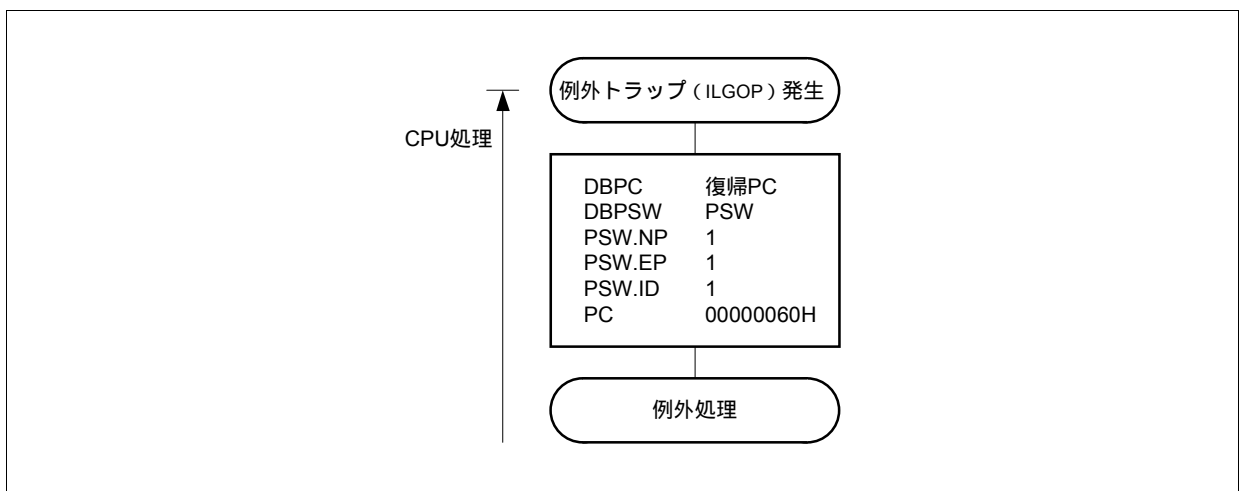 例外トラップ(ILGOP)発生
CPU処理
DBPC 復帰PC
DBPSW PSW
PSW.NP 1
PSW.EP 1
PSW.ID 1
PC 00000060H
例外処理